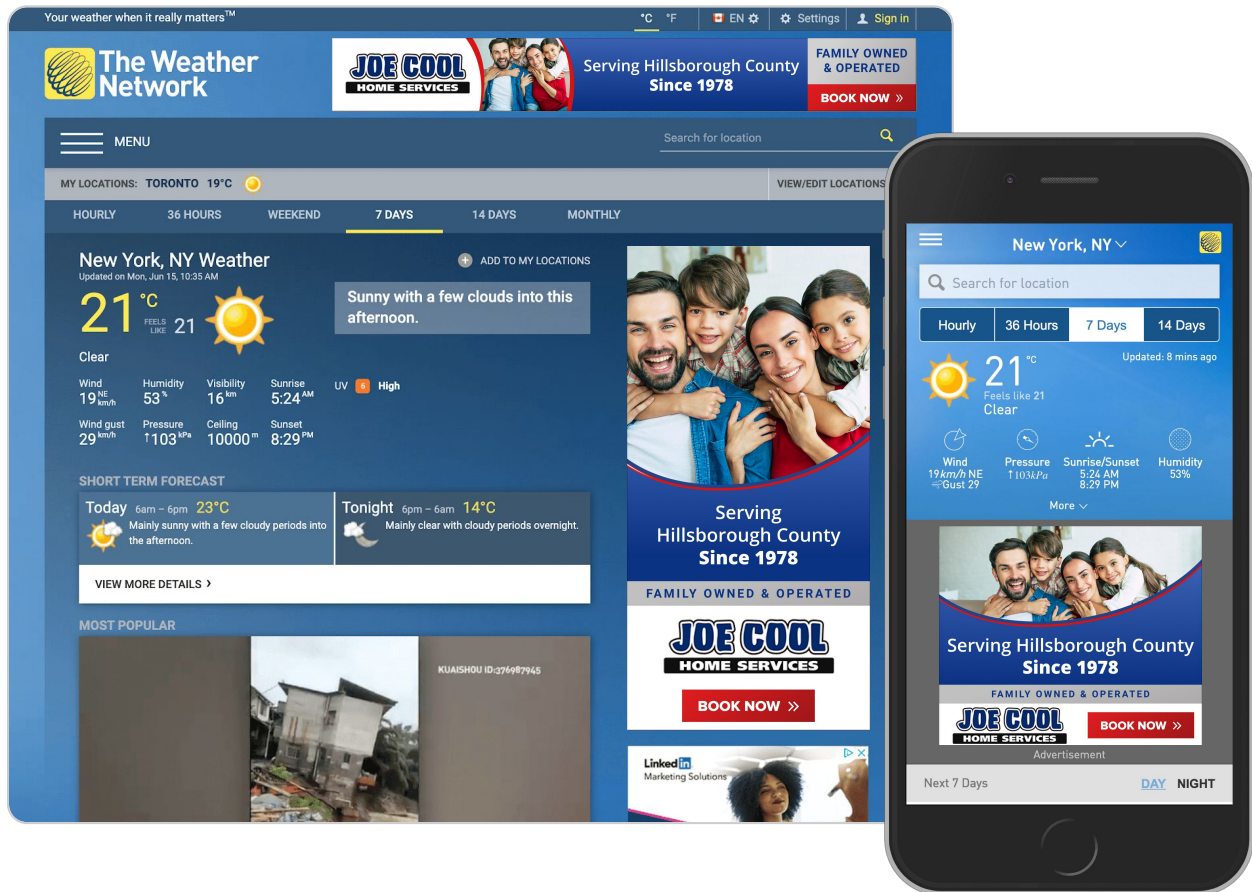 Your weather when it really matters™
°C °F EN Settings Sign in
The Weather
Network
JOE COOL
HOME SERVICES
Serving Hillsborough County
Since 1978
FAMILY OWNED
& OPERATED
BOOK NOW »
MENU
Search for location
MY LOCATIONS: TORONTO 19°C
VIEW/EDIT LOCATIONS
HOURLY 36 HOURS WEEKEND 7 DAYS 14 DAYS MONTHLY
New York, NY Weather
Updated on Mon, Jun 15, 10:35 AM
ADD TO MY LOCATIONS
21 °C
FEELS
LIKE 21
Clear
Sunny with a few clouds into this
afternoon.
Wind Humidity Visibility Sunrise
19 NE km/h 53 % 16 km 5:24 AM
UV 6 High
Wind gust Pressure Ceiling Sunset
29 km/h ↑103 kPa 10000 m 8:29 PM
SHORT TERM FORECAST
Today 6am – 6pm 23°C
Mainly sunny with a few cloudy periods into
the afternoon.
Tonight 6pm – 6am 14°C
Mainly clear with cloudy periods overnight.
VIEW MORE DETAILS ›
MOST POPULAR
KUAISHOU ID:376987945
Serving
Hillsborough County
Since 1978
FAMILY OWNED & OPERATED
JOE COOL
HOME SERVICES
BOOK NOW »
Linked in
Marketing Solutions
New York, NY
Search for location
Hourly 36 Hours 7 Days 14 Days
21 °C
Updated: 8 mins ago
Feels like 21
Clear
Wind Pressure Sunrise/Sunset Humidity
19km/h NE ↑103kPa 5:24 AM 53%
Gust 29 8:29 PM
More
Serving Hillsborough County
Since 1978
FAMILY OWNED & OPERATED
JOE COOL
HOME SERVICES
BOOK NOW »
Advertisement
Next 7 Days DAY NIGHT